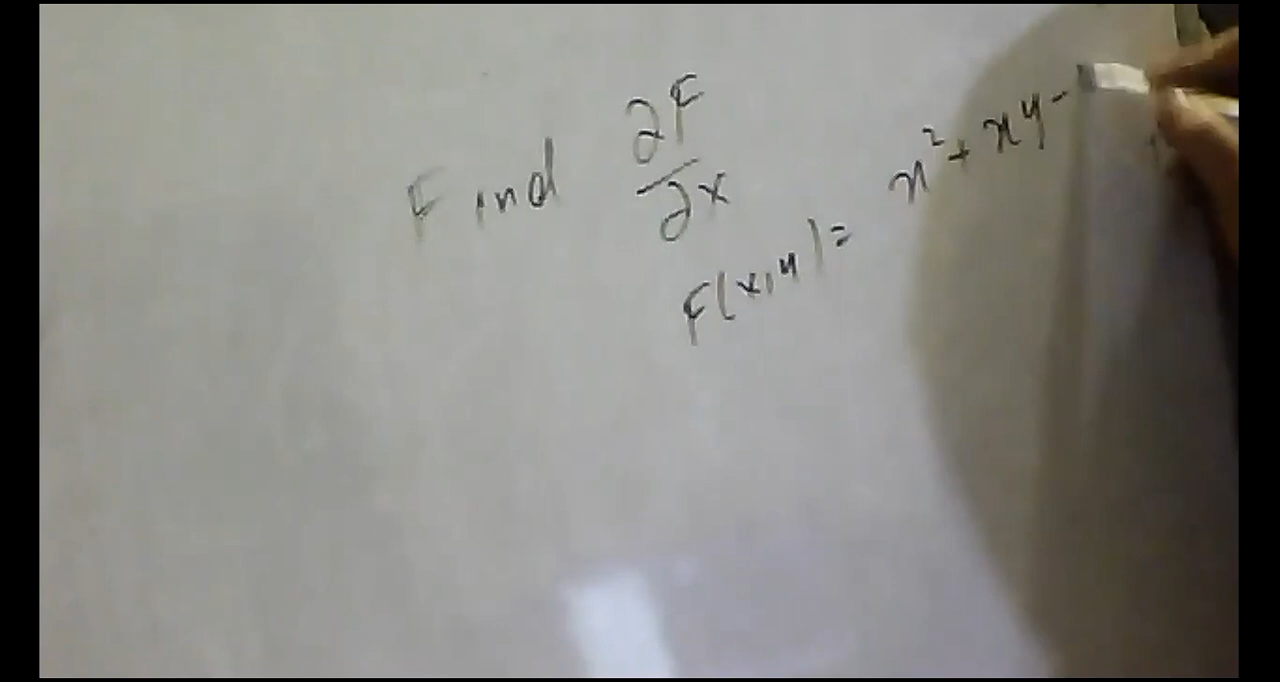 Find ∂F/∂x
F(x,y) = x² + xy -